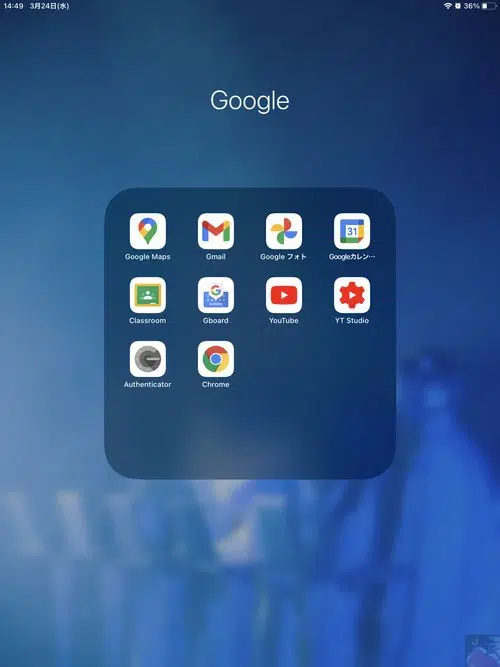 14:49 3月24日(水)
36%
Google
Google Maps
Gmail
Google フォト
Googleカレン…
31
Classroom
Gboard
YouTube
YT Studio
Authenticator
Chrome